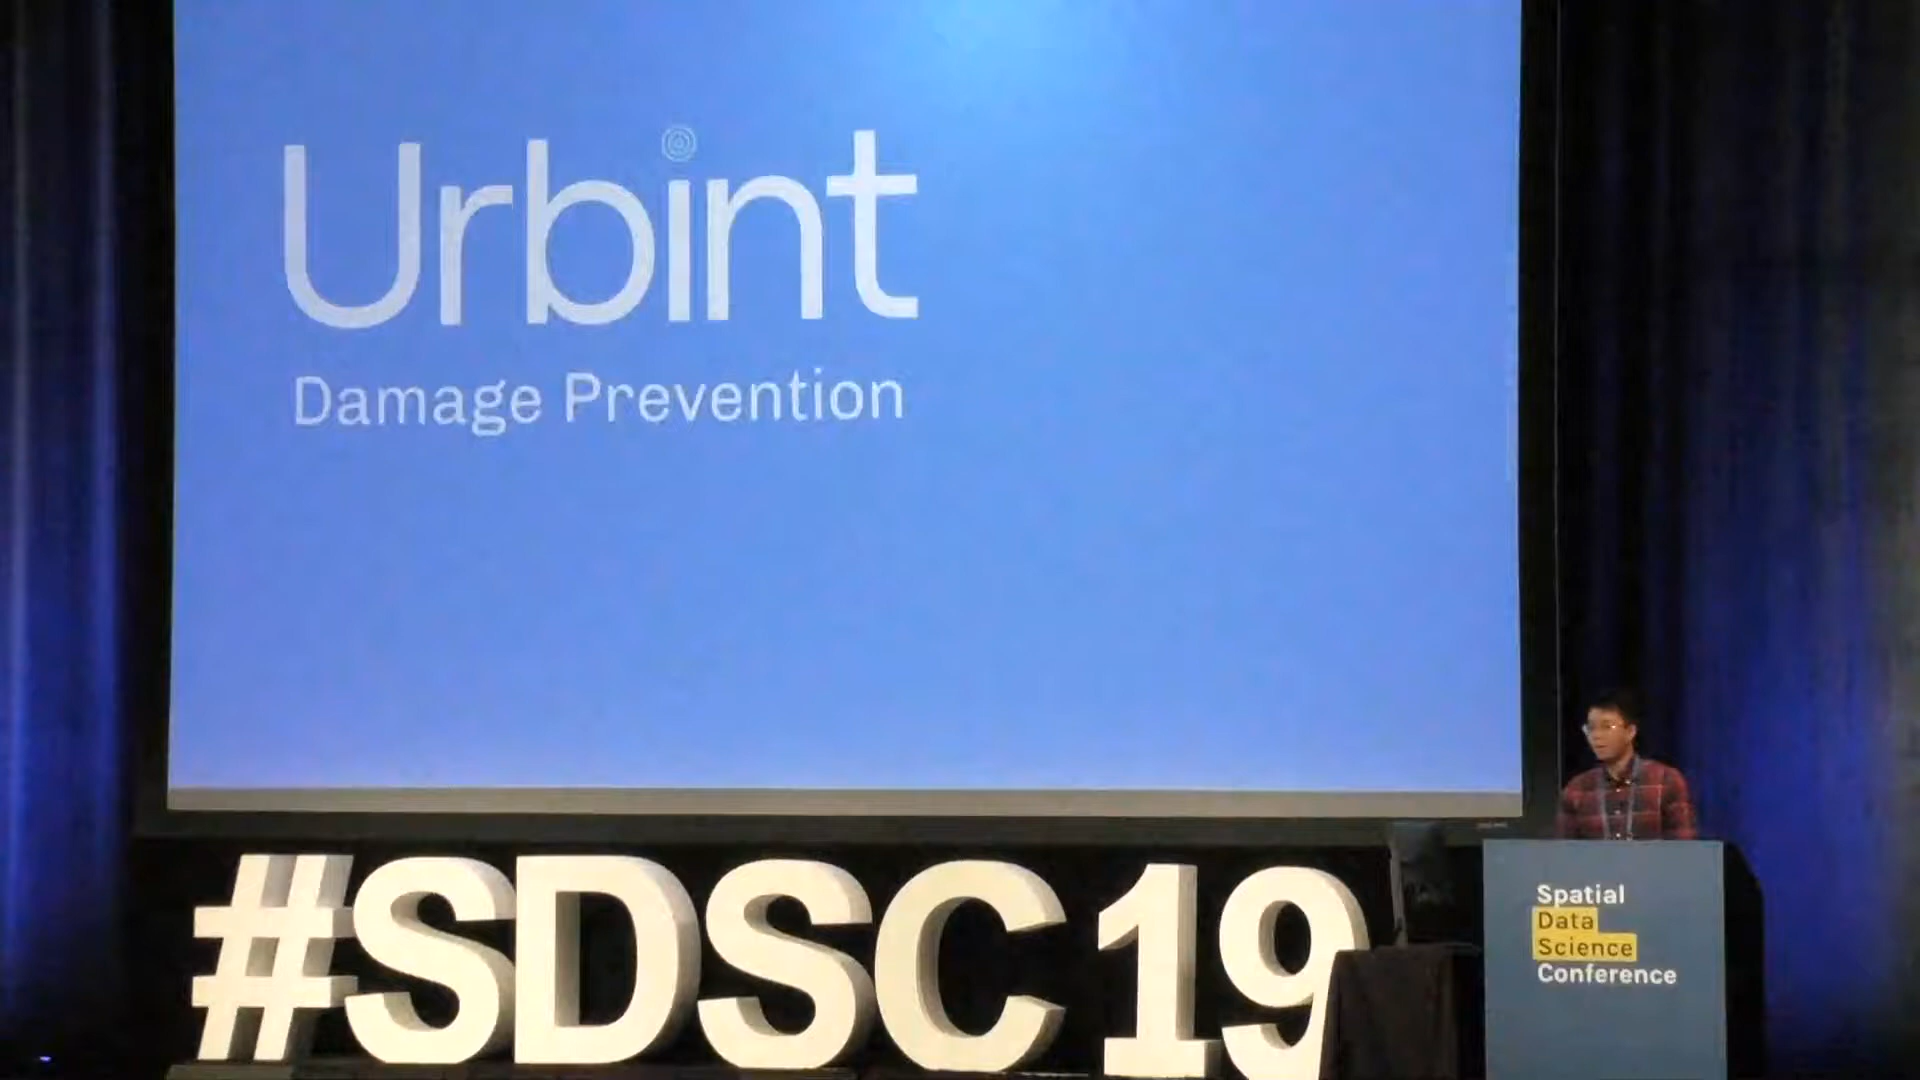 Urbint
Damage Prevention
#SDSC19
Spatial
Data
Science
Conference